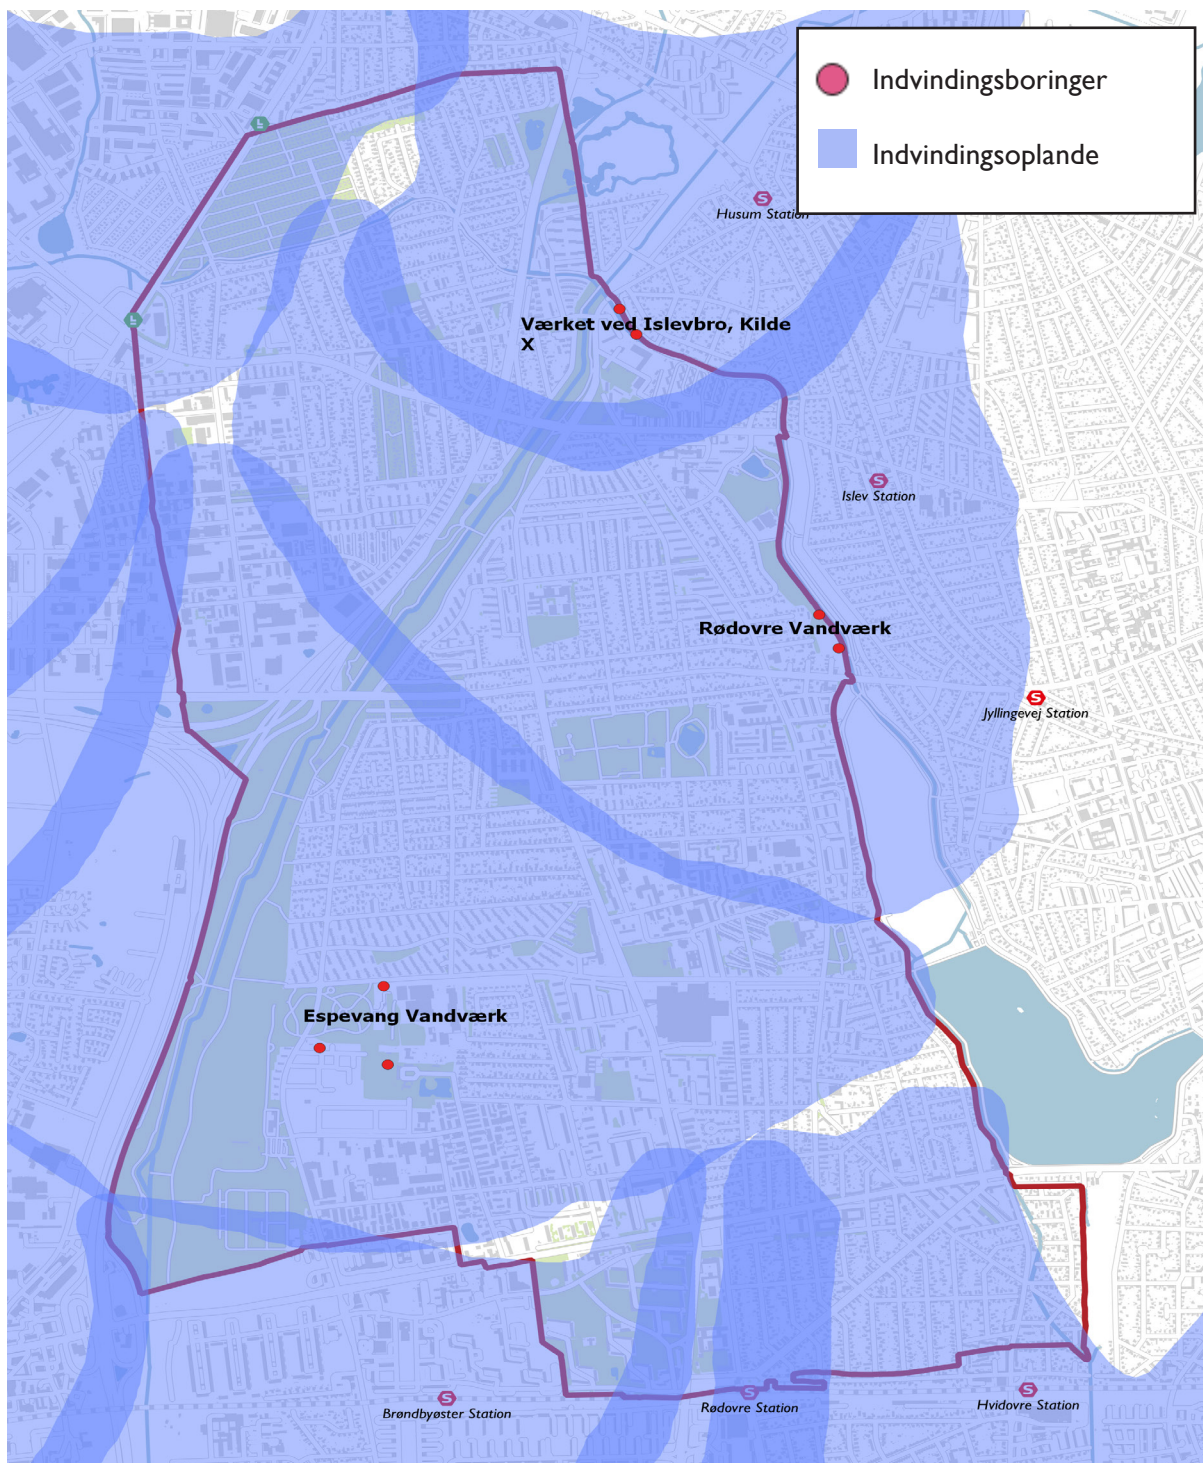 Indvindingsboringer
Indvindingsoplande
Husum Station
Værket ved Islevbro, Kilde
X
Islev Station
Rødovre Vandværk
Jyllingevej Station
Espevang Vandværk
Brøndbyøster Station
Rødovre Station
Hvidovre Station